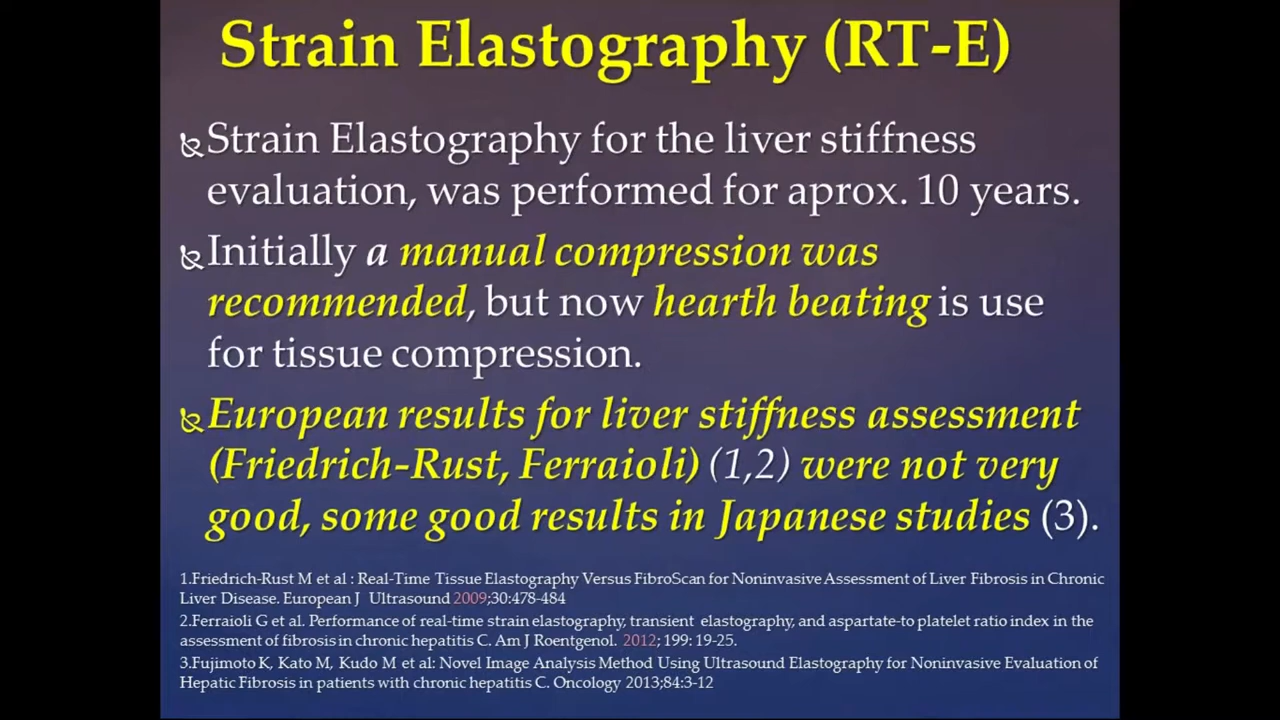 Strain Elastography (RT-E)
Strain Elastography for the liver stiffness
evaluation, was performed for aprox. 10 years.
Initially a manual compression was
recommended, but now hearth beating is use
for tissue compression.
European results for liver stiffness assessment
(Friedrich-Rust, Ferraioli) (1,2) were not very
good, some good results in Japanese studies (3).
1.Friedrich-Rust M et al : Real-Time Tissue Elastography Versus FibroScan for Noninvasive Assessment of Liver Fibrosis in Chronic
Liver Disease. European J Ultrasound 2009;30:478-484
2.Ferraioli G et al. Performance of real-time strain elastography, transient elastography, and aspartate-to platelet ratio index in the
assessment of fibrosis in chronic hepatitis C. Am J Roentgenol. 2012; 199: 19-25.
3.Fujimoto K, Kato M, Kudo M et al: Novel Image Analysis Method Using Ultrasound Elastography for Noninvasive Evaluation of
Hepatic Fibrosis in patients with chronic hepatitis C. Oncology 2013;84:3-12